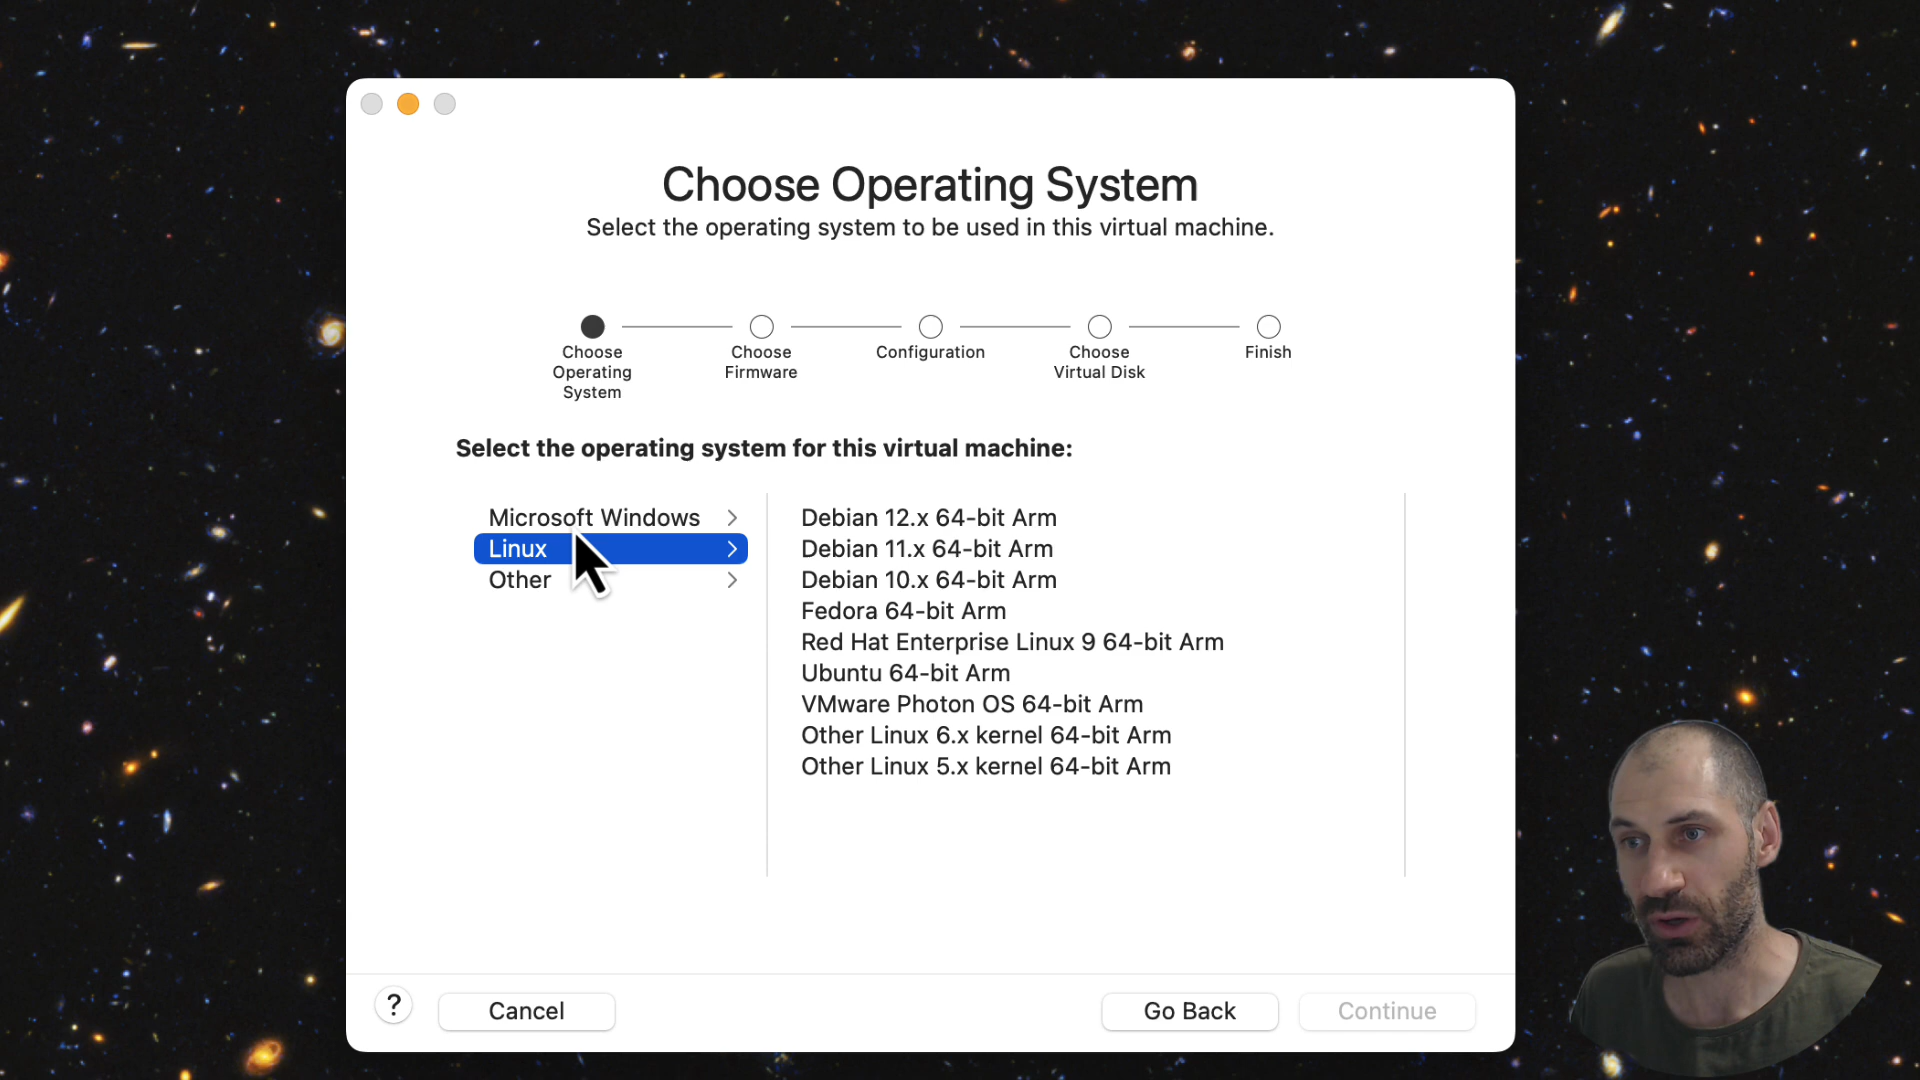 Choose Operating System
Select the operating system to be used in this virtual machine.
Choose
Operating
System
Choose
Firmware
Configuration
Choose
Virtual Disk
Finish
Select the operating system for this virtual machine:
Microsoft Windows
Linux
Other
Debian 12.x 64-bit Arm
Debian 11.x 64-bit Arm
Debian 10.x 64-bit Arm
Fedora 64-bit Arm
Red Hat Enterprise Linux 9 64-bit Arm
Ubuntu 64-bit Arm
VMware Photon OS 64-bit Arm
Other Linux 6.x kernel 64-bit Arm
Other Linux 5.x kernel 64-bit Arm
?
Cancel
Go Back
Continue